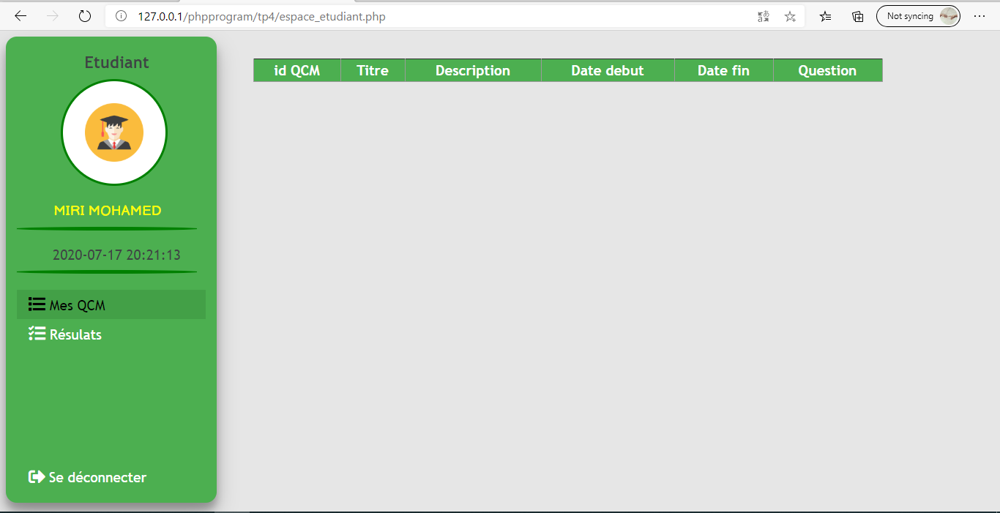 127.0.0.1/phpprogram/tp4/espace_etudiant.php
Not syncing
Etudiant
MIRI MOHAMED
2020-07-17 20:21:13
Mes QCM
Résulats
Se déconnecter
id QCM Titre Description Date debut Date fin Question